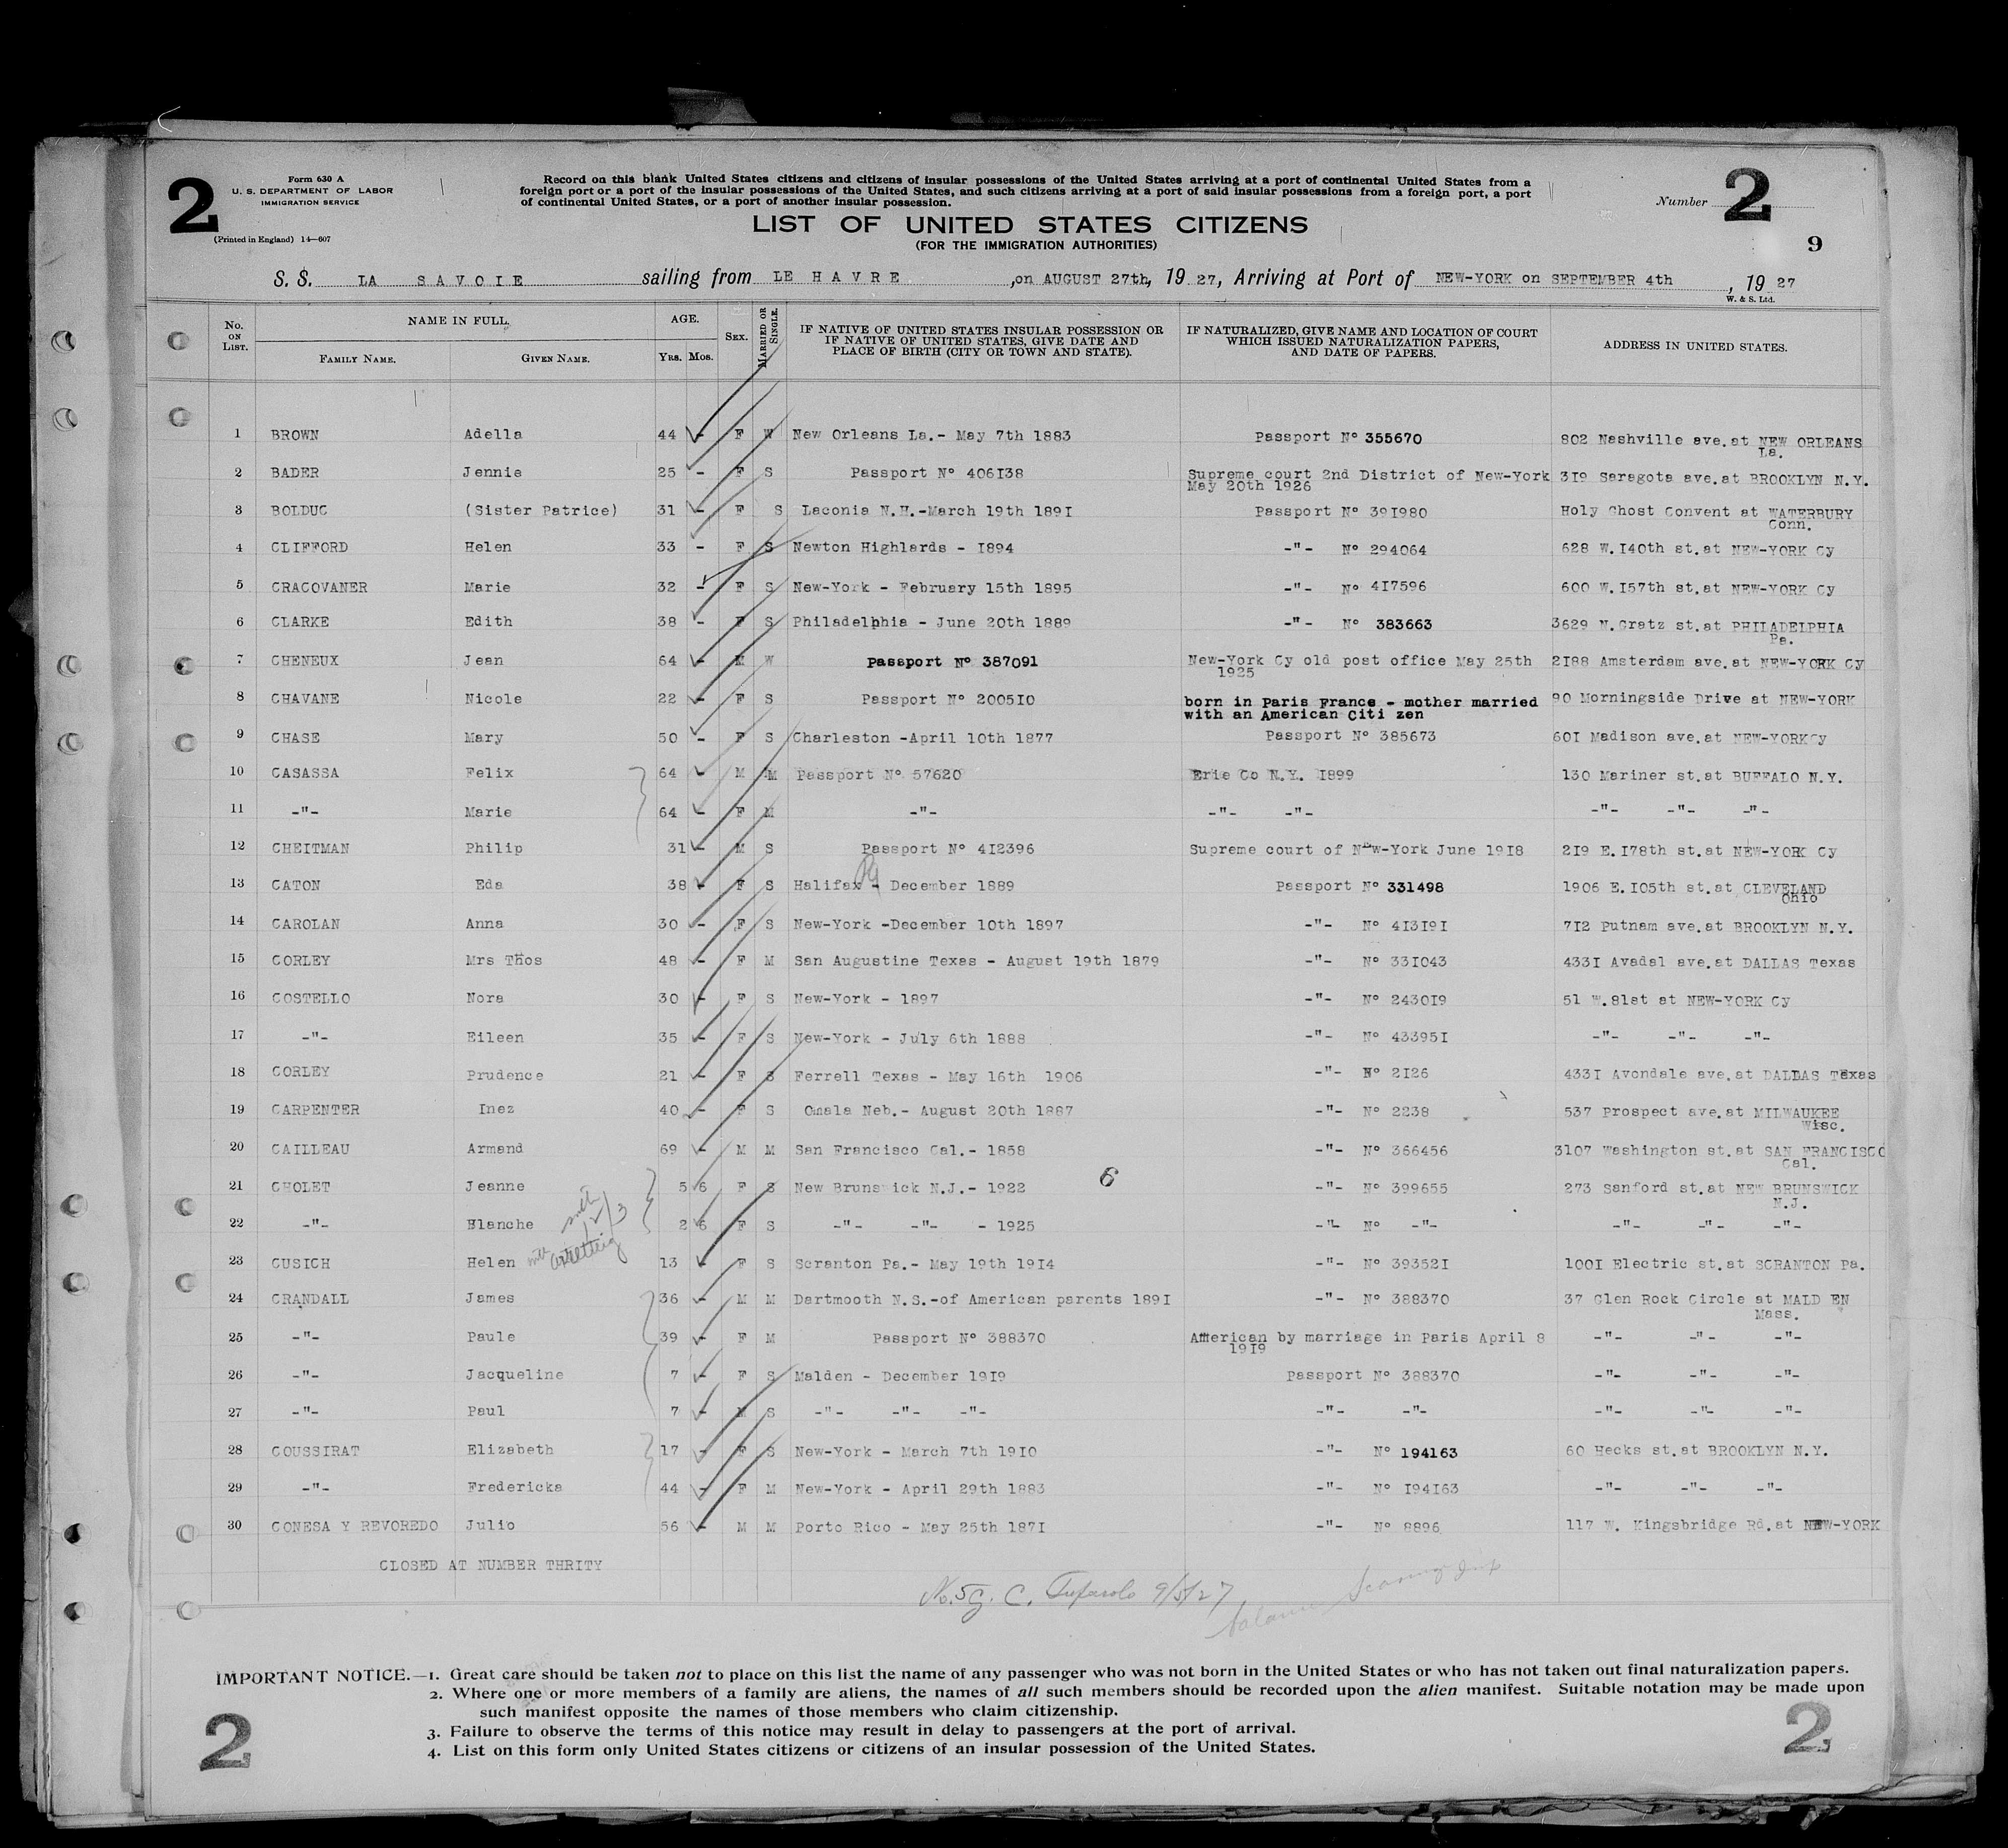 2
Form 630 A
U. S. DEPARTMENT OF LABOR
IMMIGRATION SERVICE
(Printed in England) 14—607
Record on this blank United States citizens and citizens of insular possessions of the United States arriving at a port of continental United States from a
foreign port or a port of the insular possessions of the United States, and such citizens arriving at a port of said insular possessions from a foreign port, a port
of continental United States, or a port of another insular possession.
LIST OF UNITED STATES CITIZENS
(FOR THE IMMIGRATION AUTHORITIES)
Number 2
9
S. S. LA SAVOIE sailing from LE HAVRE ,on AUGUST 27th, 19 27, Arriving at Port of NEW-YORK on SEPTEMBER 4th , 19 27
W. & S. Ltd.
No. ON LIST. NAME IN FULL. FAMILY NAME. GIVEN NAME. AGE. YRS. MOS. SEX. MARRIED OR SINGLE. IF NATIVE OF UNITED STATES INSULAR POSSESSION OR IF NATIVE OF UNITED STATES, GIVE DATE AND PLACE OF BIRTH (CITY OR TOWN AND STATE). IF NATURALIZED, GIVE NAME AND LOCATION OF COURT WHICH ISSUED NATURALIZATION PAPERS, AND DATE OF PAPERS. ADDRESS IN UNITED STATES.
1 BROWN Adella 44 - F W New Orleans La.- May 7th 1883 Passport N° 355670 802 Nashville ave.at NEW ORLEANS La.
2 BADER Jennie 25 - F S Passport N° 406138 Supreme court 2nd District of New-York May 20th 1926 319 Saragota ave.at BROOKLYN N.Y.
3 BOLDUC (Sister Patrice) 31 - F S Laconia N.H.-March 19th 1891 Passport N° 391980 Holy Ghost Convent at WATERBURY Conn.
4 CLIFFORD Helen 33 - F S Newton Highlards - 1894 -"- N° 294064 628 W.140th st.at NEW-YORK Cy
5 CRACOVANER Marie 32 - F S New-York - February 15th 1895 -"- N° 417596 600 W.157th st.at NEW-YORK Cy
6 CLARKE Edith 38 - F S Philadelphia - June 20th 1889 -"- N° 383663 3629 N.Gratz st.at PHILADELPHIA Pa.
7 CHENEUX Jean 64 - M W Passport N° 387091 New-York Cy old post office May 25th 1925 2188 Amsterdam ave.at NEW-YORK Cy
8 CHAVANE Nicole 22 - F S Passport N° 200510 born in Paris France - mother married with an American Citi zen 90 Morningside Drive at NEW-YORK
9 CHASE Mary 50 - F S Charleston -April 10th 1877 Passport N° 385673 601 Madison ave.at NEW-YORKCy
10 CASASSA Felix 64 - M M Passport N° 57620 Erie Co N.Y. 1899 130 Mariner st.at BUFFALO N.Y.
11 -"- Marie 64 - F M -"- -"- -"- -"- -"- -"-
12 CHEITMAN Philip 31 - M S Passport N° 412396 Supreme court of New-York June 1918 219 E.178th st.at NEW-YORK Cy
13 CATON Eda 38 - F S Halifax - December 1889 Passport N° 331498 1906 E.105th st.at CLEVELAND Ohio
14 CAROLAN Anna 30 - F S New-York -December 10th 1897 -"- N° 413191 712 Putnam ave.at BROOKLYN N.Y.
15 CORLEY Mrs Thos 48 - F M San Augustine Texas - August 19th 1879 -"- N° 331043 4331 Avadal ave.at DALLAS Texas
16 COSTELLO Nora 30 - F S New-York - 1897 -"- N° 243019 51 W.81st at NEW-YORK Cy
17 -"- Eileen 35 - F S New-York - July 6th 1888 -"- N° 433951 -"- -"- -"-
18 CORLEY Prudence 21 - F S Ferrell Texas - May 16th 1906 -"- N° 2126 4331 Avondale ave.at DALLAS Texas
19 CARPENTER Inez 40 - F S Omala Neb.- August 20th 1887 -"- N° 2238 537 Prospect ave.at MILWAUKEE Wisc.
20 CAILLEAU Armand 69 - M M San Francisco Cal.- 1858 -"- N° 366456 3107 Washington st.at SAN FRANCISCO Cal.
21 CHOLET Jeanne 5 6 F S New Brunswick N.J.- 1922 6 -"- N° 399655 273 Sanford st.at NEW BRUNSWICK N.J.
22 -"- Blanche 2 6 F S -"- -"- - 1925 -"- N° -"- -"- -"- -"-
23 CUSICH Helen 13 - F S Scranton Pa.- May 19th 1914 -"- N° 393521 1001 Electric st.at SCRANTON Pa.
24 CRANDALL James 36 - M M Dartmooth N.S.-of American parents 1891 -"- N° 388370 37 Glen Rock Circle at MALD EN Mass.
25 -"- Paule 39 - F M Passport N° 388370 American by marriage in Paris April 8 1919 -"- -"- -"-
26 -"- Jacqueline 7 - F S Malden - December 1919 Passport N° 388370 -"- -"- -"-
27 -"- Paul 7 - M S -"- -"- -"- -"- -"- -"- -"- -"-
28 COUSSIRAT Elizabeth 17 F S New-York - March 7th 1910 -"- N° 194163 60 Hecks st.at BROOKLYN N.Y.
29 -"- Fredericka 44 - F M New-York - April 29th 1883 -"- N° 194163 -"- -"- -"-
30 CONESA Y REVOREDO Julio 56 - M M Porto Rico - May 25th 1871 -"- N° 8896 117 W. Kingsbridge Rd.at NEW-YORK
CLOSED AT NUMBER THRITY
9/5/27
IMPORTANT NOTICE.—1. Great care should be taken not to place on this list the name of any passenger who was not born in the United States or who has not taken out final naturalization papers.
2. Where one or more members of a family are aliens, the names of all such members should be recorded upon the alien manifest. Suitable notation may be made upon
such manifest opposite the names of those members who claim citizenship.
3. Failure to observe the terms of this notice may result in delay to passengers at the port of arrival.
4. List on this form only United States citizens or citizens of an insular possession of the United States.
2
2